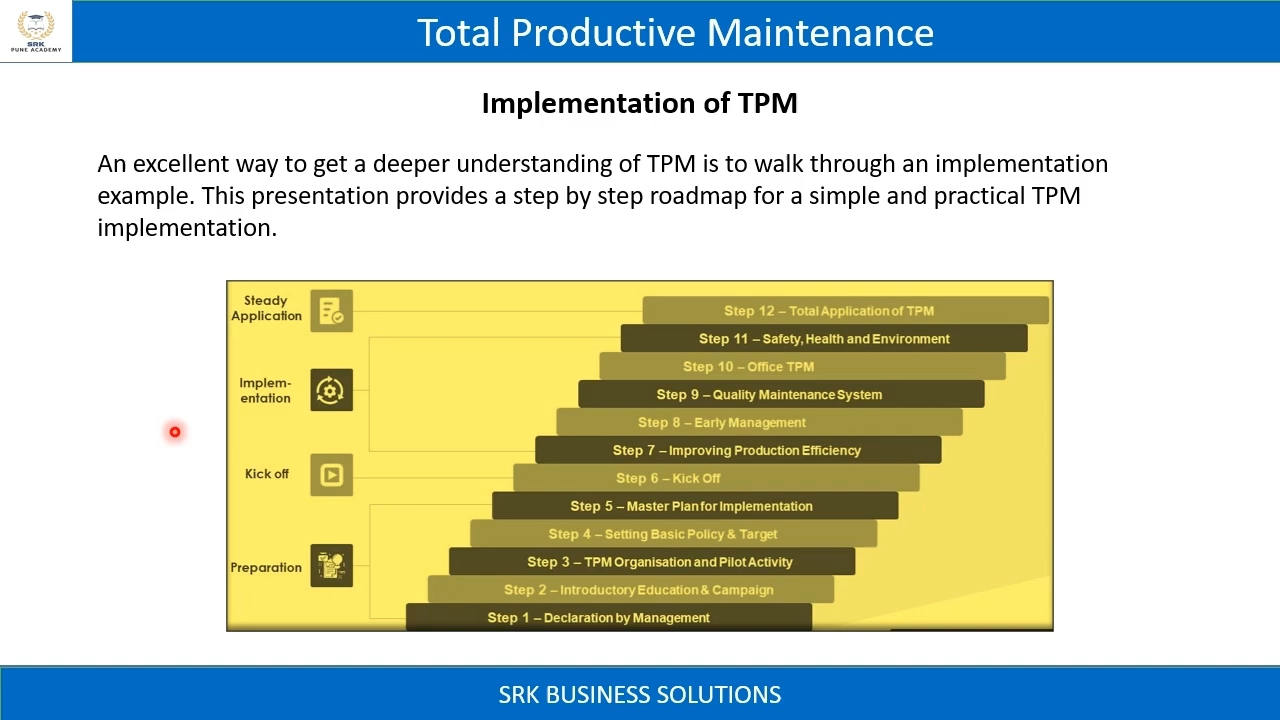 SRK
PUNE ACADEMY
Total Productive Maintenance
Implementation of TPM
An excellent way to get a deeper understanding of TPM is to walk through an implementation
example. This presentation provides a step by step roadmap for a simple and practical TPM
implementation.
Steady
Application
Step 12 – Total Application of TPM
Step 11 – Safety, Health and Environment
Step 10 – Office TPM
Implem-
entation
Step 9 – Quality Maintenance System
Step 8 – Early Management
Step 7 – Improving Production Efficiency
Kick off
Step 6 – Kick Off
Step 5 – Master Plan for Implementation
Step 4 – Setting Basic Policy & Target
Preparation
Step 3 – TPM Organisation and Pilot Activity
Step 2 – Introductory Education & Campaign
Step 1 – Declaration by Management
SRK BUSINESS SOLUTIONS